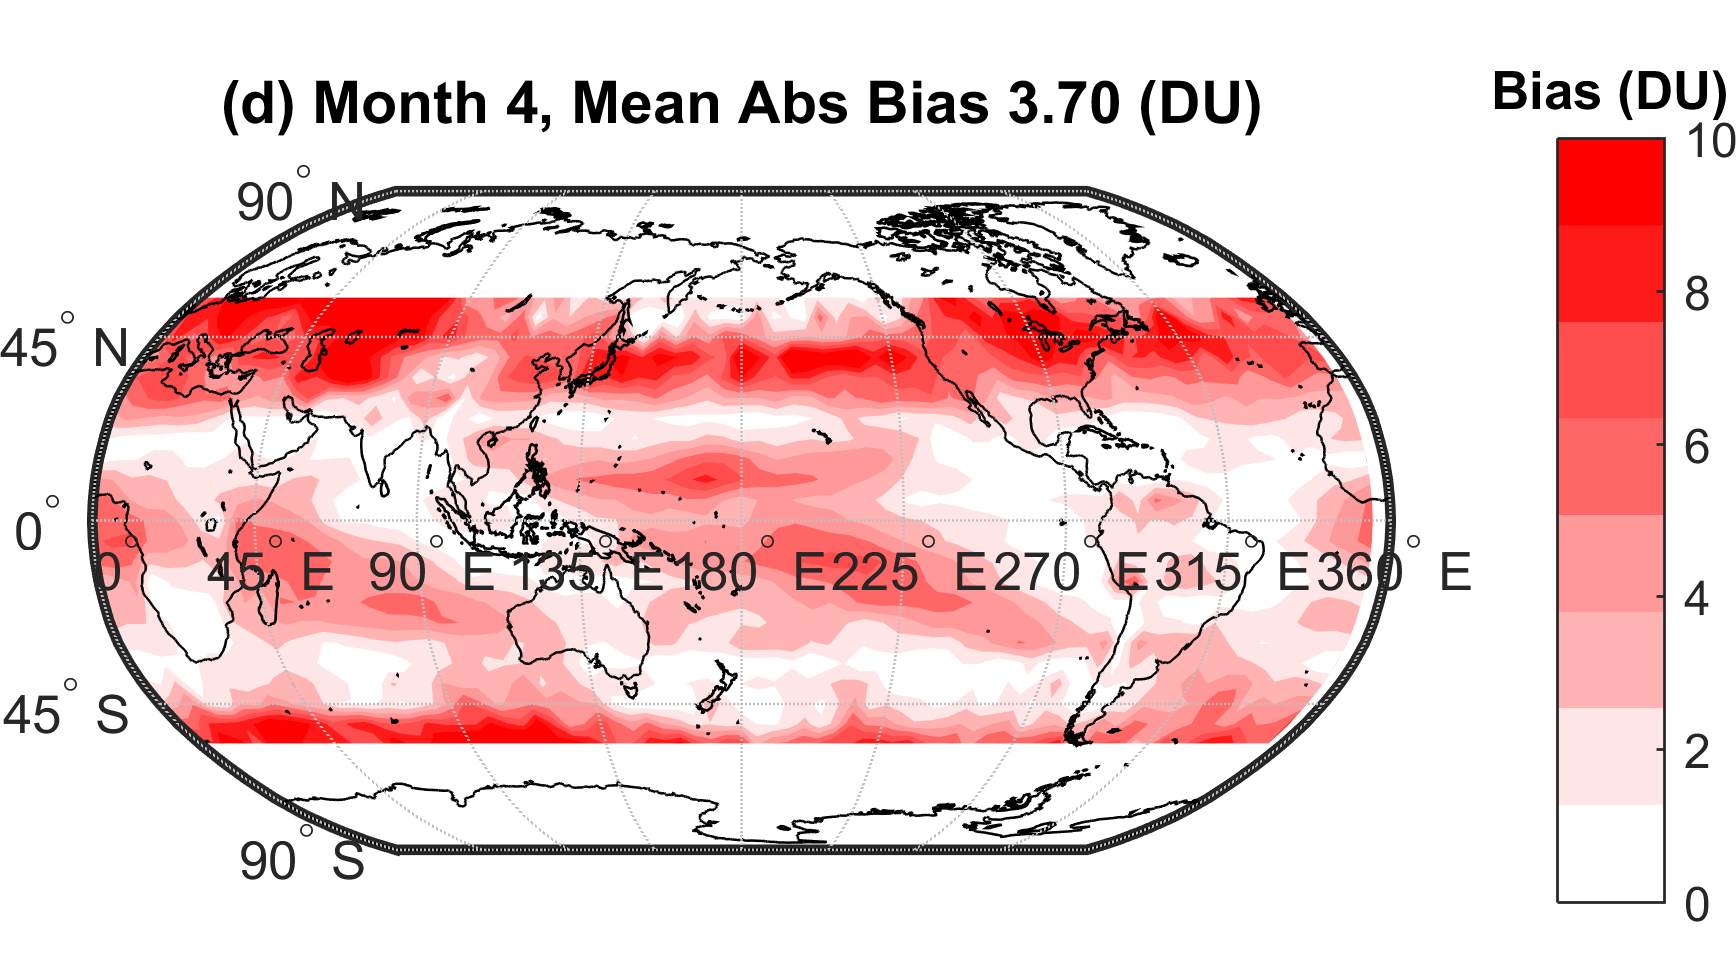 Bias (DU)
(d) Month 4, Mean Abs Bias 3.70 (DU)
10
90° N
8
45° N
6
0°
0° 45° E 90° E 135° E 180° E 225° E 270° E 315° E 360° E
4
45° S
2
90° S
0